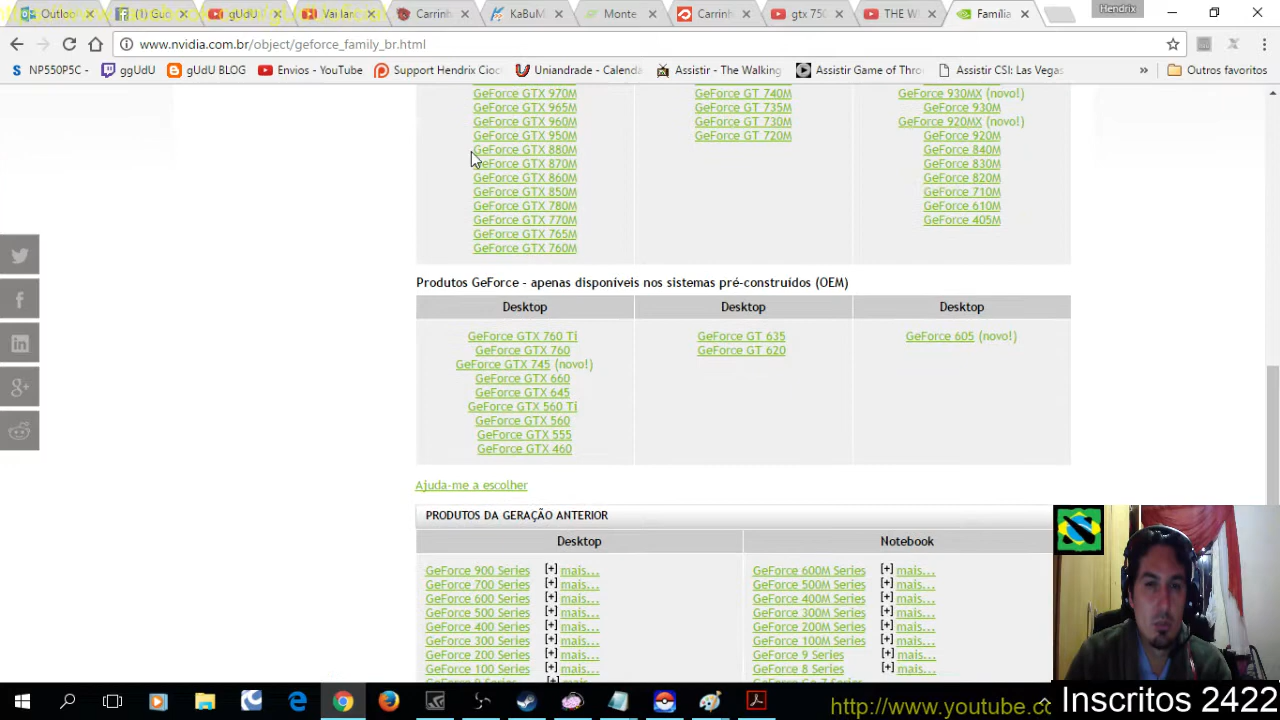 Outloo
(1) Gud
gUdU
Vai lan
Carrinh
KaBuM
Monte
Carrin
gtx 750
THE WI
Família
Hendrix
www.nvidia.com.br/object/geforce_family_br.html
NP550P5C -
ggUdU
gUdU BLOG
Envios - YouTube
Support Hendrix Cioc
Uniandrade - Calenda
Assistir - The Walking
Assistir Game of Thro
Assistir CSI: Las Vegas
»
Outros favoritos
GeForce GTX 970M
GeForce GTX 965M
GeForce GTX 960M
GeForce GTX 950M
GeForce GTX 880M
GeForce GTX 870M
GeForce GTX 860M
GeForce GTX 850M
GeForce GTX 780M
GeForce GTX 770M
GeForce GTX 765M
GeForce GTX 760M
GeForce GT 740M
GeForce GT 735M
GeForce GT 730M
GeForce GT 720M
GeForce 930MX (novo!)
GeForce 930M
GeForce 920MX (novo!)
GeForce 920M
GeForce 840M
GeForce 830M
GeForce 820M
GeForce 710M
GeForce 610M
GeForce 405M
Produtos GeForce - apenas disponíveis nos sistemas pré-construídos (OEM)
Desktop
Desktop
Desktop
GeForce GTX 760 Ti
GeForce GTX 760
GeForce GTX 745 (novo!)
GeForce GTX 660
GeForce GTX 645
GeForce GTX 560 Ti
GeForce GTX 560
GeForce GTX 555
GeForce GTX 460
GeForce GT 635
GeForce GT 620
GeForce 605 (novo!)
Ajuda-me a escolher
PRODUTOS DA GERAÇÃO ANTERIOR
Desktop
Notebook
GeForce 900 Series [+] mais...
GeForce 700 Series [+] mais...
GeForce 600 Series [+] mais...
GeForce 500 Series [+] mais...
GeForce 400 Series [+] mais...
GeForce 300 Series [+] mais...
GeForce 200 Series [+] mais...
GeForce 100 Series [+] mais...
GeForce 600M Series [+] mais...
GeForce 500M Series [+] mais...
GeForce 400M Series [+] mais...
GeForce 300M Series [+] mais...
GeForce 200M Series [+] mais...
GeForce 100M Series [+] mais...
GeForce 9 Series [+] mais...
GeForce 8 Series [+] mais...
http://www.youtube.co
Inscritos 2422